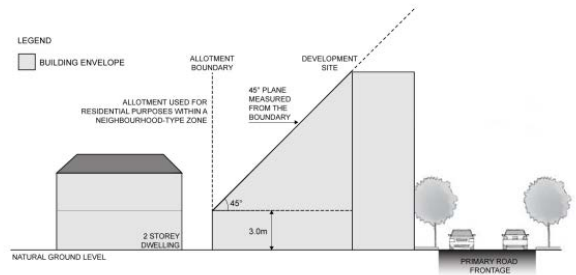 LEGEND
BUILDING ENVELOPE
ALLOTMENT
BOUNDARY
DEVELOPMENT
SITE
ALLOTMENT USED FOR
RESIDENTIAL PURPOSES WITHIN A
NEIGHBOURHOOD-TYPE ZONE
45° PLANE
MEASURED
FROM THE
BOUNDARY
45°
3.0m
2 STOREY
DWELLING
NATURAL GROUND LEVEL
PRIMARY ROAD
FRONTAGE